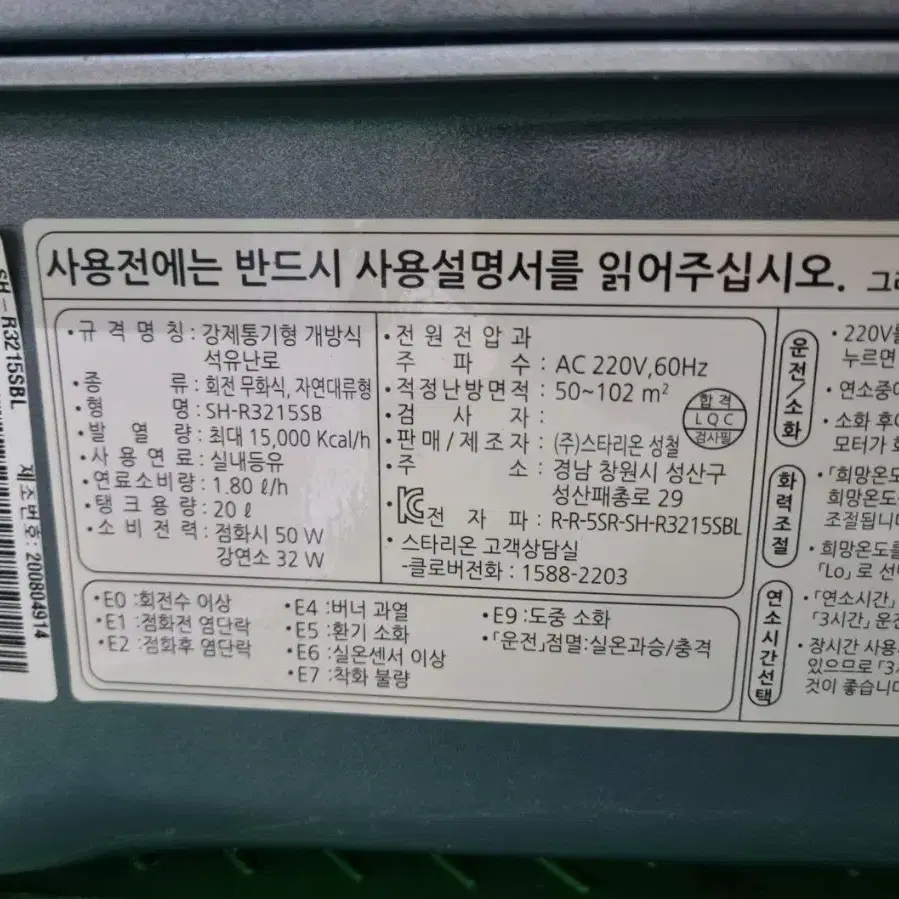 SH-R3215SBL
제조번호: 200804914
사용전에는 반드시 사용설명서를 읽어주십시오. 그
• 규 격 명 칭 : 강제통기형 개방식
석유난로
• 종 류 : 회전 무화식, 자연대류형
• 형 명 : SH-R3215SB
• 발 열 량 : 최대 15,000 Kcal/h
• 사 용 연 료 : 실내등유
• 연료소비량 : 1.80 ℓ/h
• 탱 크 용 량 : 20 ℓ
• 소 비 전 력 : 점화시 50 W
강연소 32 W
• 전 원 전 압 과
주 파 수 : AC 220V,60Hz
• 적정난방면적 : 50~102 m²
• 검 사 자 :
합격
LQC
검사필
• 판 매 / 제 조 자 : (주)스타리온 성철
• 주 소 : 경남 창원시 성산구
성산패총로 29
• 전 자 파 : R-R-5SR-SH-R3215SBL
• 스타리온 고객상담실
-클로버전화 : 1588-2203
• E0 :회전수 이상
• E1 : 점화전 염단락
• E2 : 점화후 염단락
• E4 : 버너 과열
• E5 : 환기 소화
• E6 : 실온센서 이상
• E7 : 착화 불량
• E9 : 도중 소화
• 「운전」점멸:실온과승/충격
운전/소화
• 220V를
누르면
• 연소중
• 소화 후
모터가
화력조절
• 「희망온도
희망온도
조절됩니
• 희망온도를
「Lo」로 선
연소시간선택
• 「연소시간」
「3시간」운
• 장시간 사용
있으므로 「3
것이 좋습니